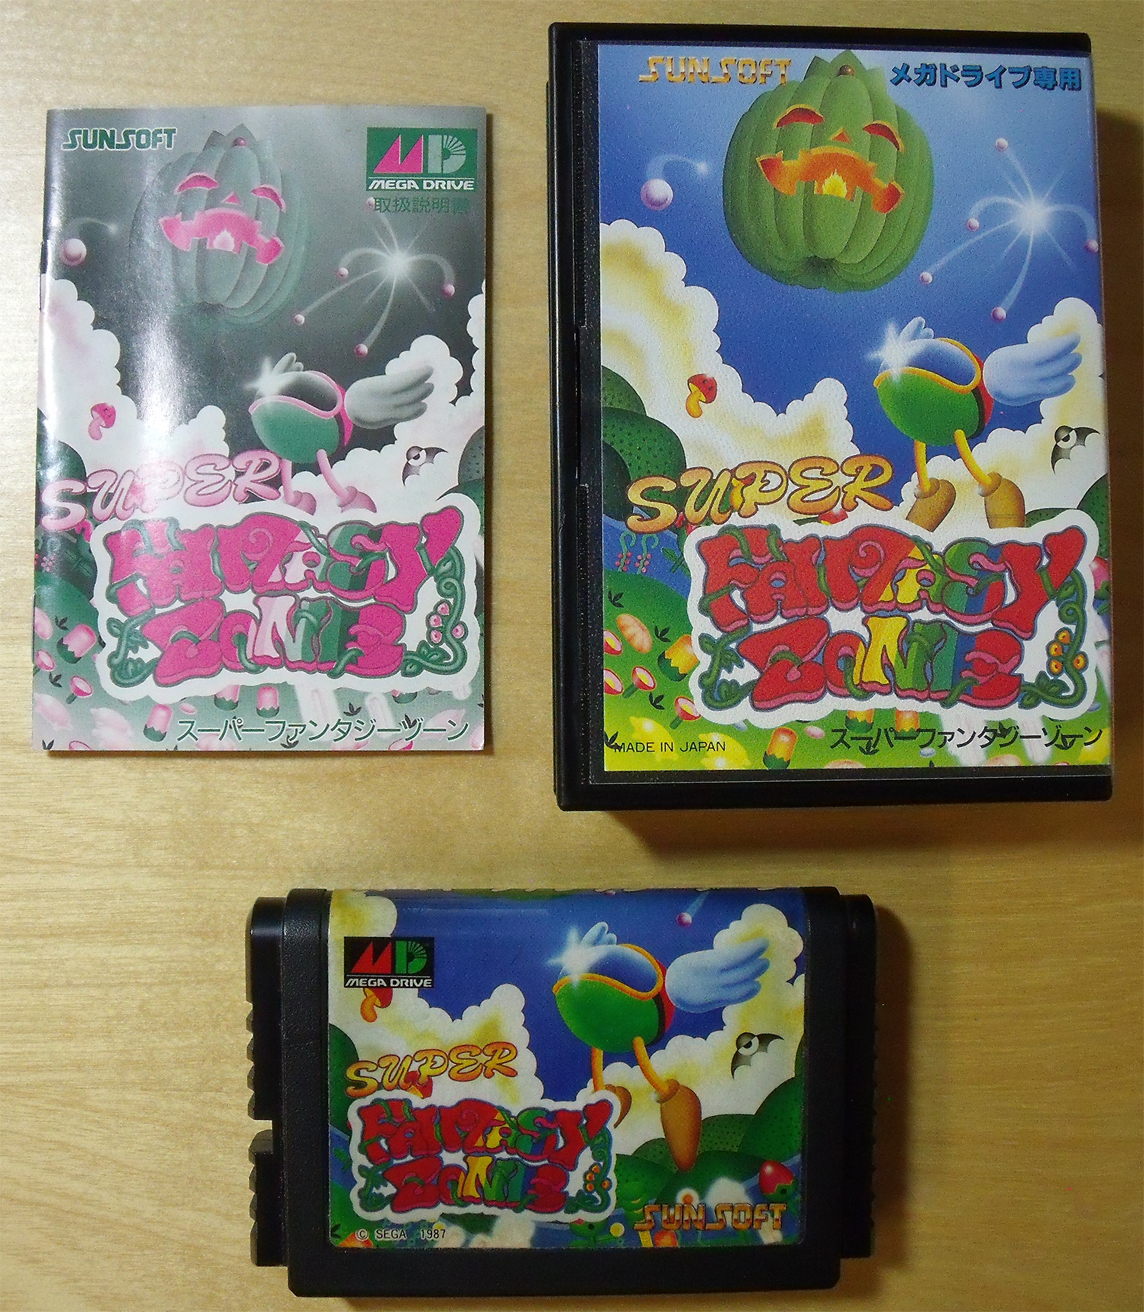 SUNSOFT
MD
MEGA DRIVE
取扱説明書
SUPER
FANTASY
ZONE
スーパーファンタジーゾーン
SUNSOFT
メガドライブ専用
SUPER
FANTASY
ZONE
MADE IN JAPAN
スーパーファンタジーゾーン
MD
MEGA DRIVE
SUPER
FANTASY
ZONE
SUNSOFT
© SEGA 1987